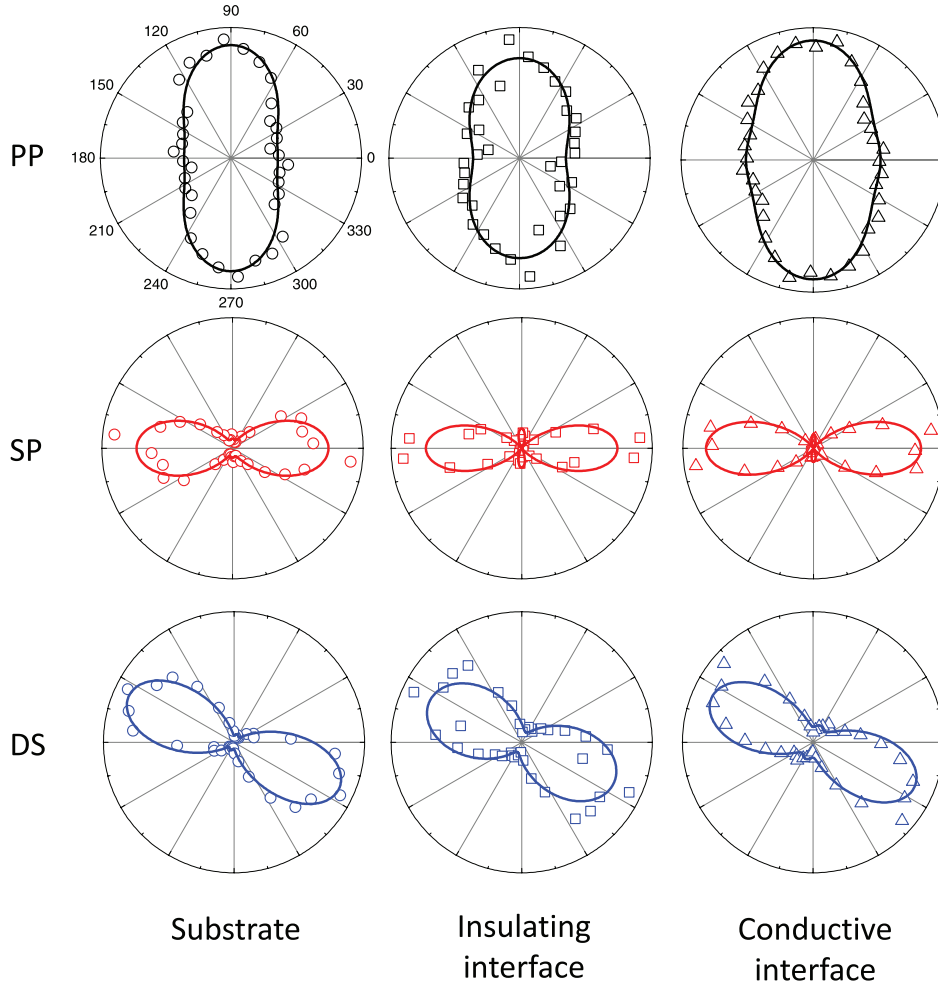 90
120 60
150 30
PP 180 0
210 330
240 300
270
SP
DS
Substrate Insulating interface Conductive interface